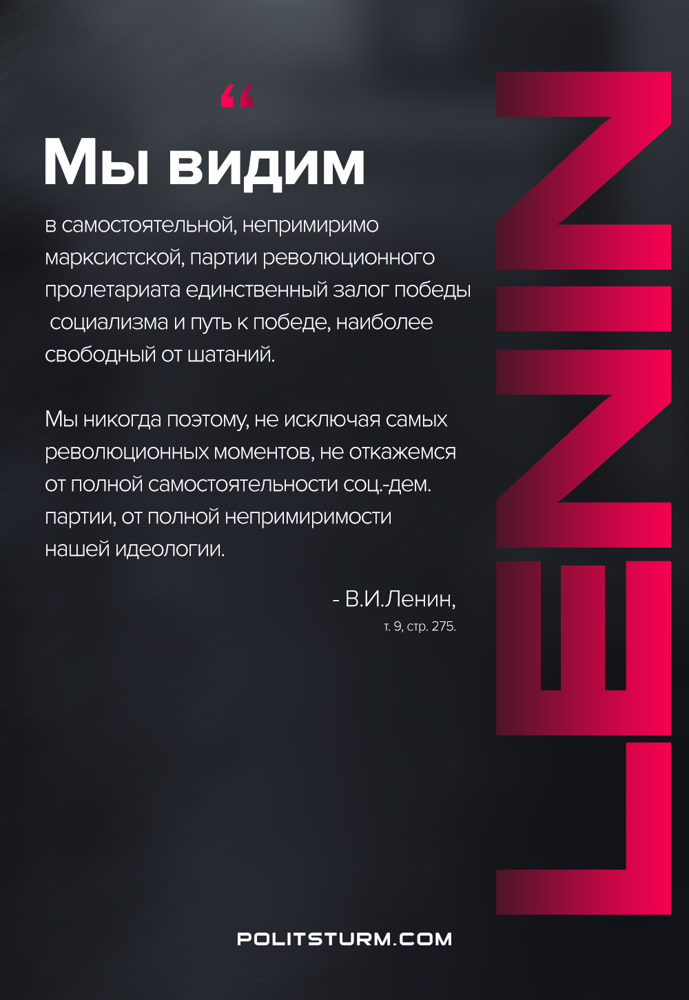 “
Мы видим
в самостоятельной, непримиримо
марксистской, партии революционного
пролетариата единственный залог победы
социализма и путь к победе, наиболее
свободный от шатаний.
Мы никогда поэтому, не исключая самых
революционных моментов, не откажемся
от полной самостоятельности соц.-дем.
партии, от полной непримиримости
нашей идеологии.
- В.И.Ленин,
т. 9, стр. 275.
LENIN
POLITSTURM.COM